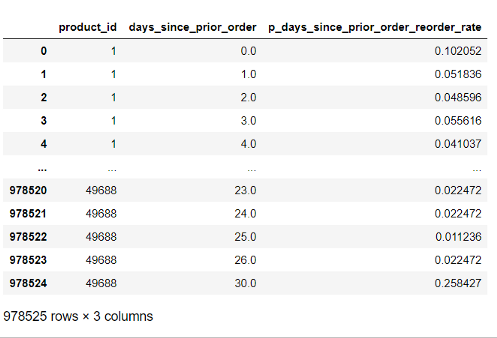 product_id days_since_prior_order p_days_since_prior_order_reorder_rate
0 1 0.0 0.102052
1 1 1.0 0.051836
2 1 2.0 0.048596
3 1 3.0 0.055616
4 1 4.0 0.041037
... ... ... ...
978520 49688 23.0 0.022472
978521 49688 24.0 0.022472
978522 49688 25.0 0.011236
978523 49688 26.0 0.022472
978524 49688 30.0 0.258427
978525 rows × 3 columns